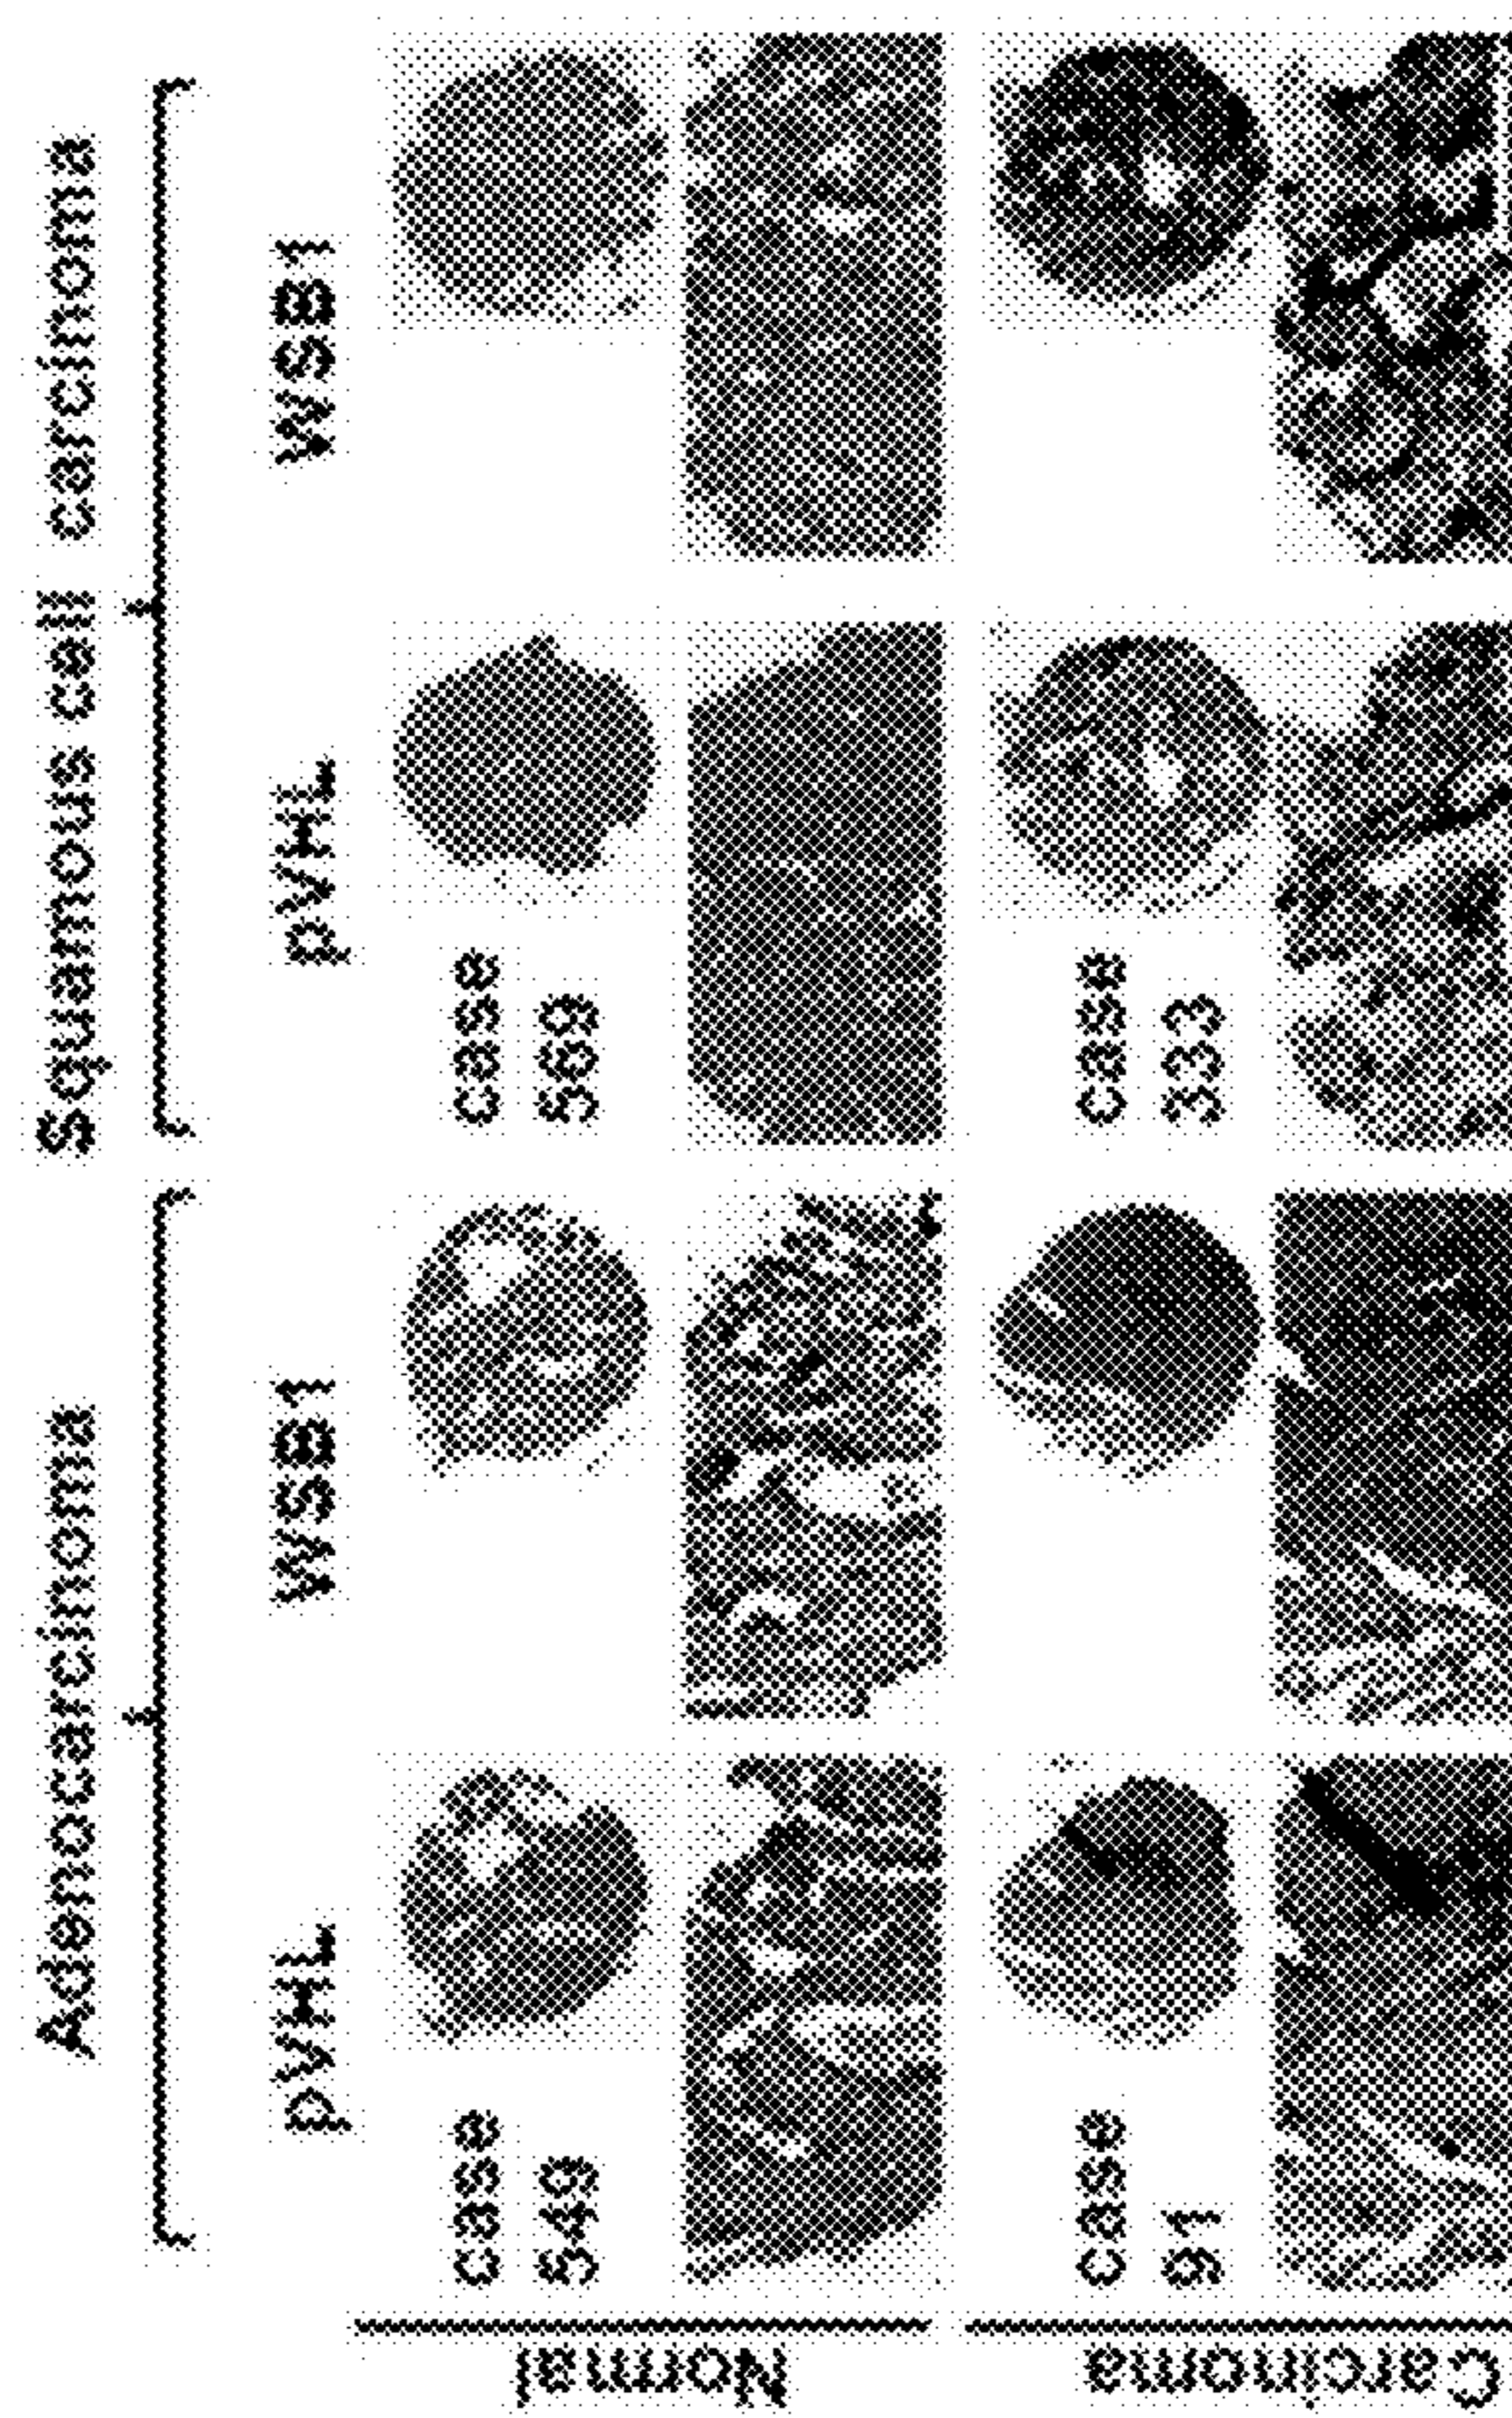 Adenocarcinoma
Squamous cell carcinoma
pVHL
WSB1
pVHL
WSB1
Normal
case
549
case
569
Carcinoma
case
91
case
333